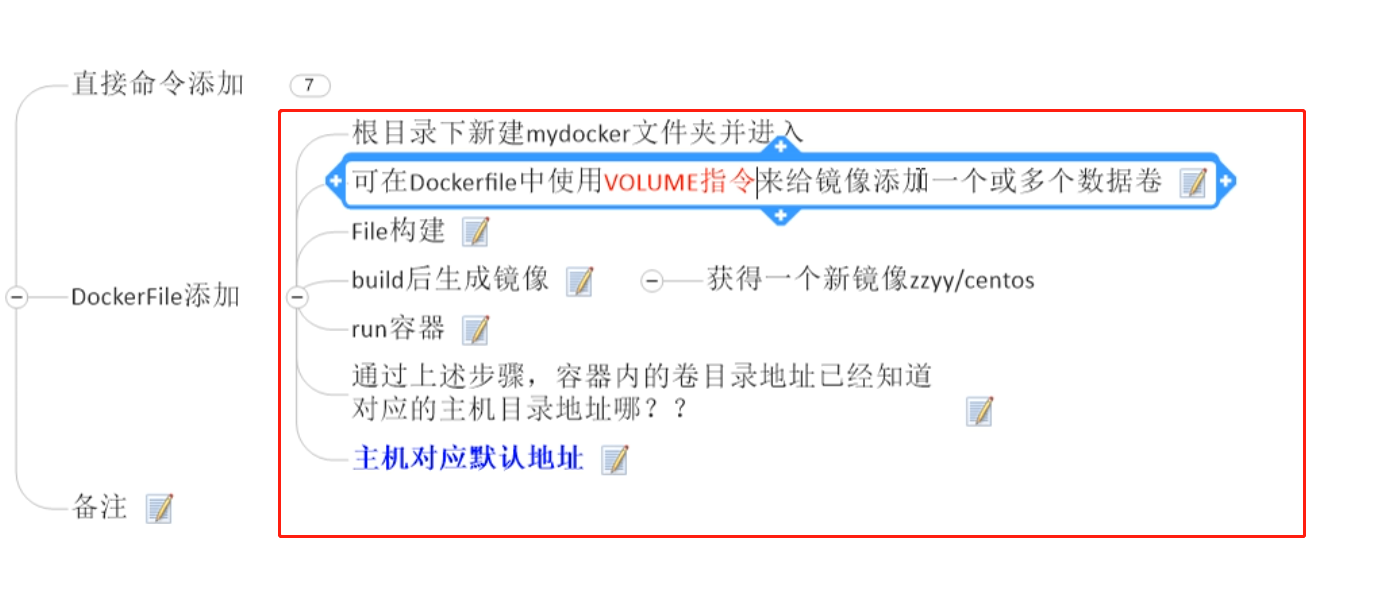 直接命令添加 7
根目录下新建mydocker文件夹并进入
可在Dockerfile中使用VOLUME指令来给镜像添加一个或多个数据卷
File构建
build后生成镜像 获得一个新镜像zzyy/centos
DockerFile添加
run容器
通过上述步骤，容器内的卷目录地址已经知道
对应的主机目录地址哪？？
主机对应默认地址
备注